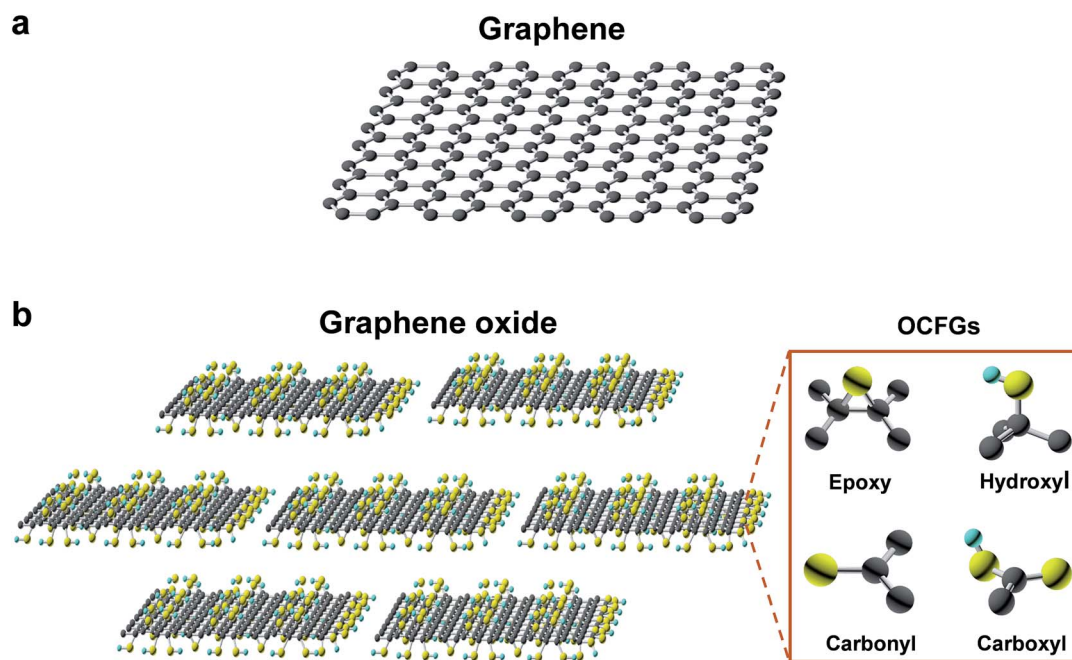 a
Graphene
b
Graphene oxide
OCFGs
Epoxy
Hydroxyl
Carbonyl
Carboxyl